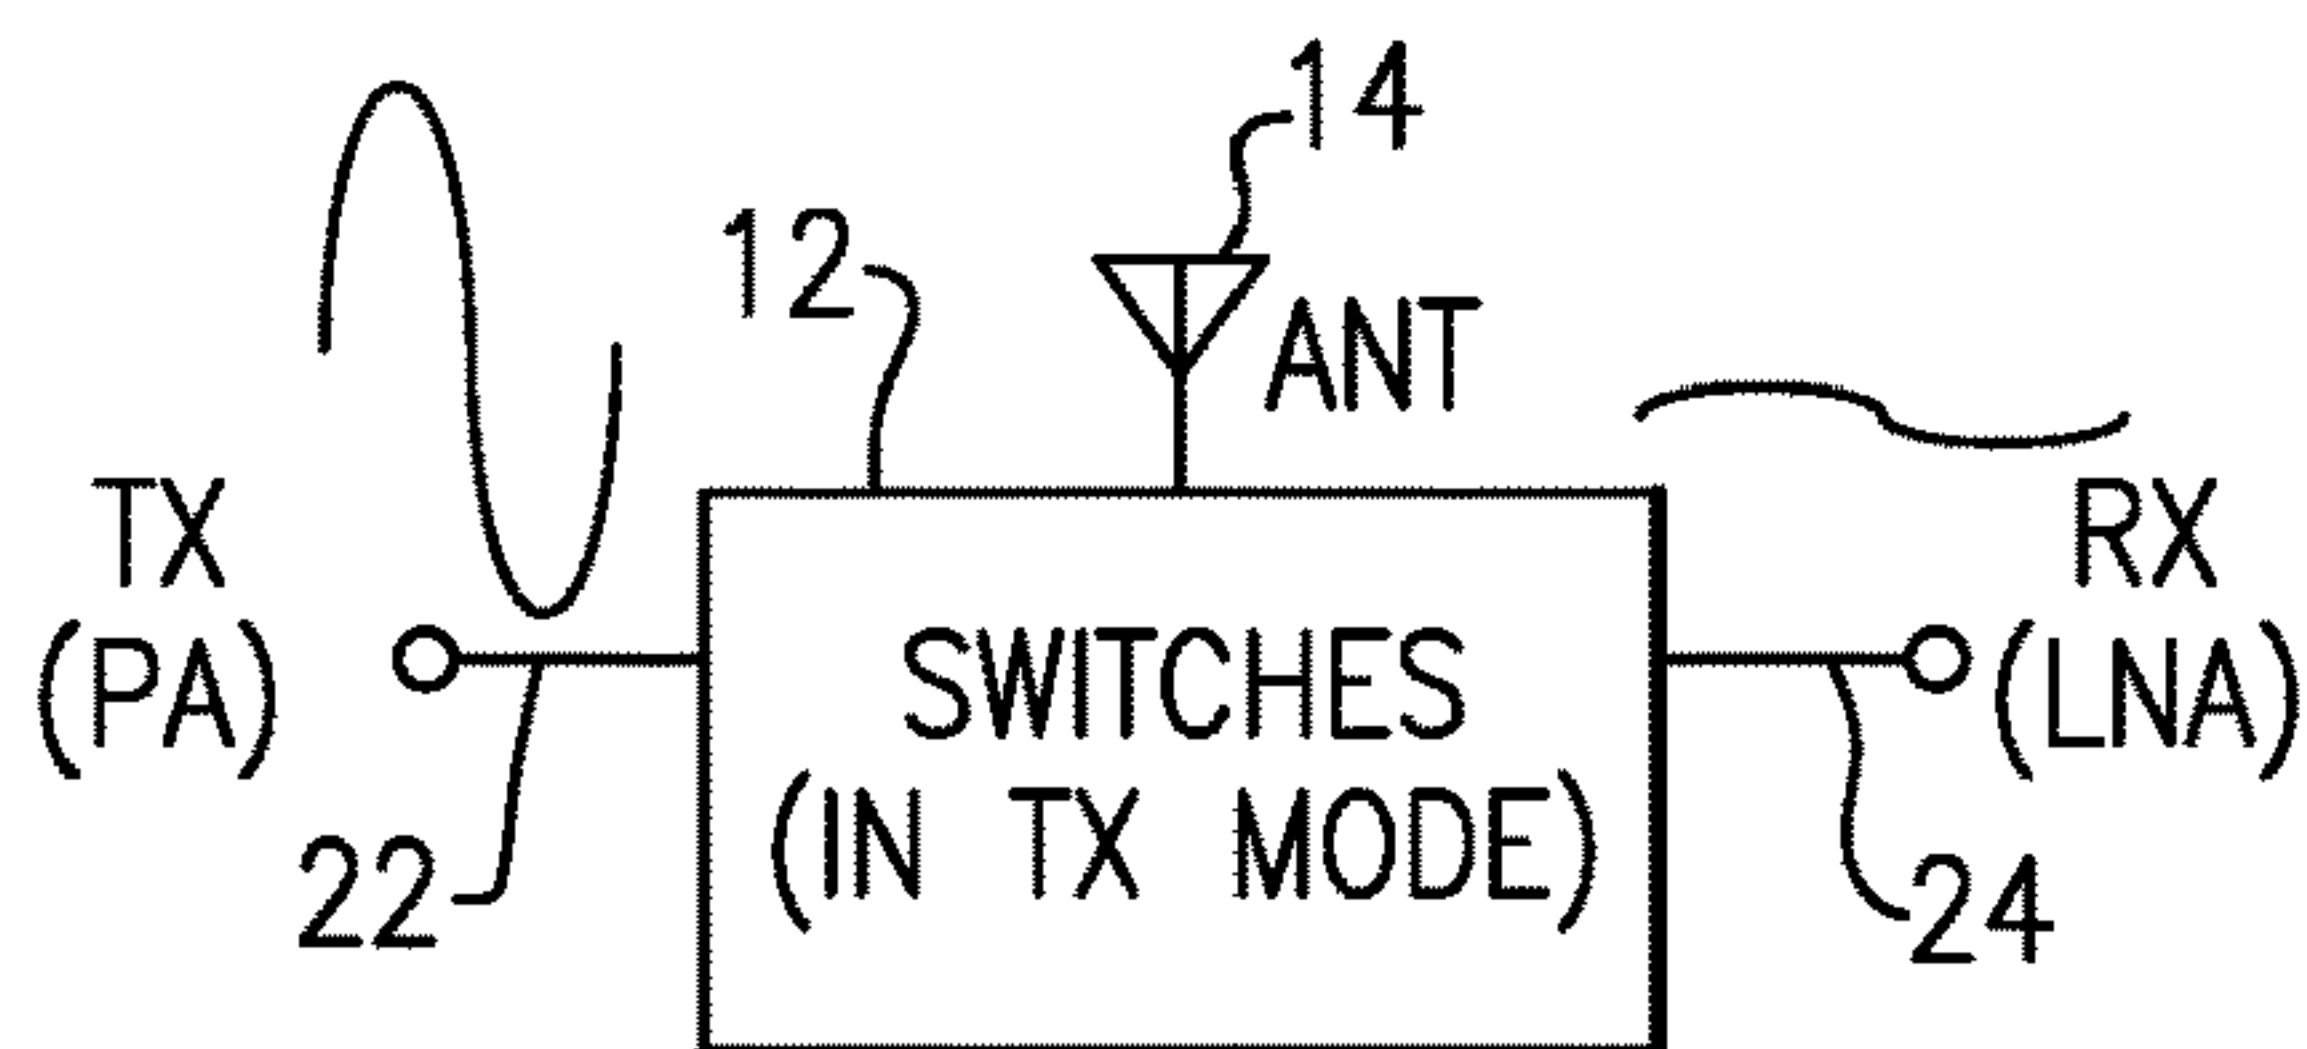 14
12
ANT
TX
(PA)
RX
(LNA)
SWITCHES
(IN TX MODE)
22
24